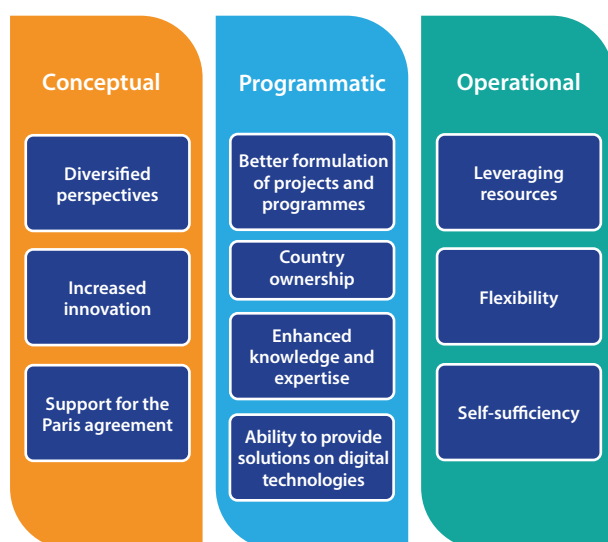 Conceptual
Diversified
perspectives
Increased
innovation
Support for the
Paris agreement
Programmatic
Better formulation
of projects and
programmes
Country
ownership
Enhanced
knowledge and
expertise
Ability to provide
solutions on digital
technologies
Operational
Leveraging
resources
Flexibility
Self-sufficiency